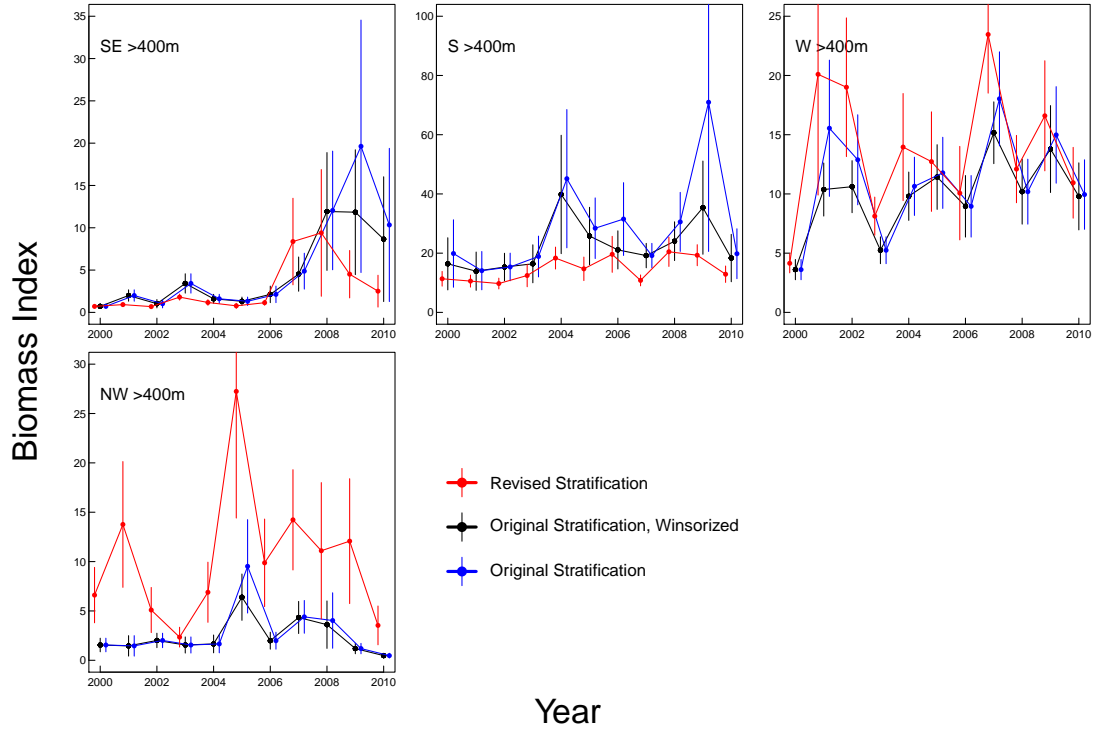 SE >400m
35
30
25
20
15
10
5
0
2000 2002 2004 2006 2008 2010
S >400m
100
80
60
40
20
0
2000 2002 2004 2006 2008 2010
W >400m
25
20
15
10
5
0
2000 2002 2004 2006 2008 2010
NW >400m
30
25
20
15
10
5
0
2000 2002 2004 2006 2008 2010
Revised Stratification
Original Stratification, Winsorized
Original Stratification
Biomass Index
Year